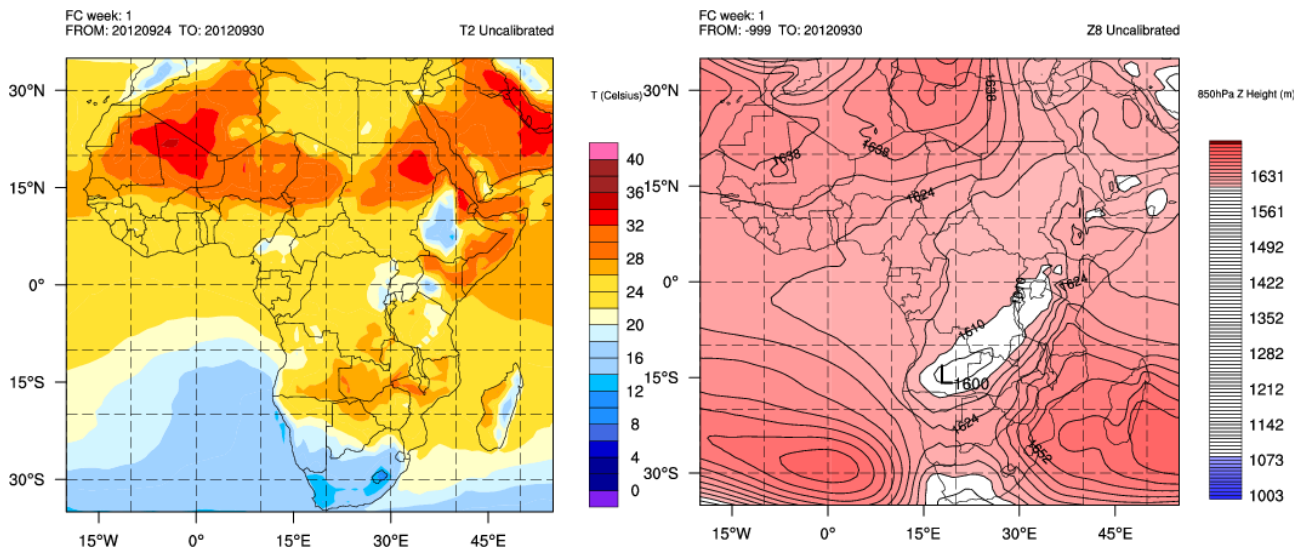 FC week: 1
FROM: 20120924 TO: 20120930
T2 Uncalibrated
30°N
15°N
0°
15°S
30°S
15°W
0°
15°E
30°E
45°E
T (Celsius)
40
36
32
28
24
20
16
12
8
4
0
FC week: 1
FROM: -999 TO: 20120930
Z8 Uncalibrated
30°N
15°N
0°
15°S
30°S
15°W
0°
15°E
30°E
45°E
1638
1638
1638
1624
1624
1610
L
1600
1624
1652
850hPa Z Height (m)
1631
1561
1492
1422
1352
1282
1212
1142
1073
1003